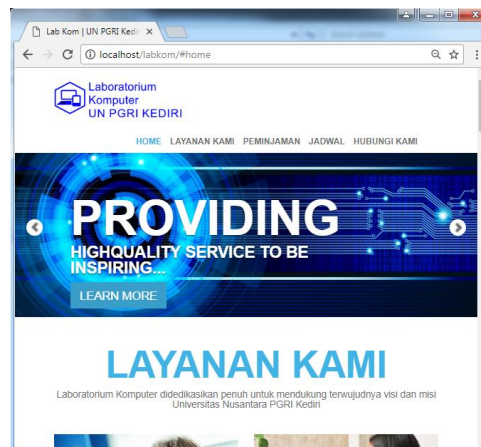 Lab Kom | UN PGRI Kedi
localhost/labkom/#home
Laboratorium
Komputer
UN PGRI KEDIRI
HOME LAYANAN KAMI PEMINJAMAN JADWAL HUBUNGI KAMI
PROVIDING
HIGHQUALITY SERVICE TO BE
INSPIRING...
LEARN MORE
LAYANAN KAMI
Laboratorium Komputer didedikasikan penuh untuk mendukung terwujudnya visi dan misi
Universitas Nusantara PGRI Kediri